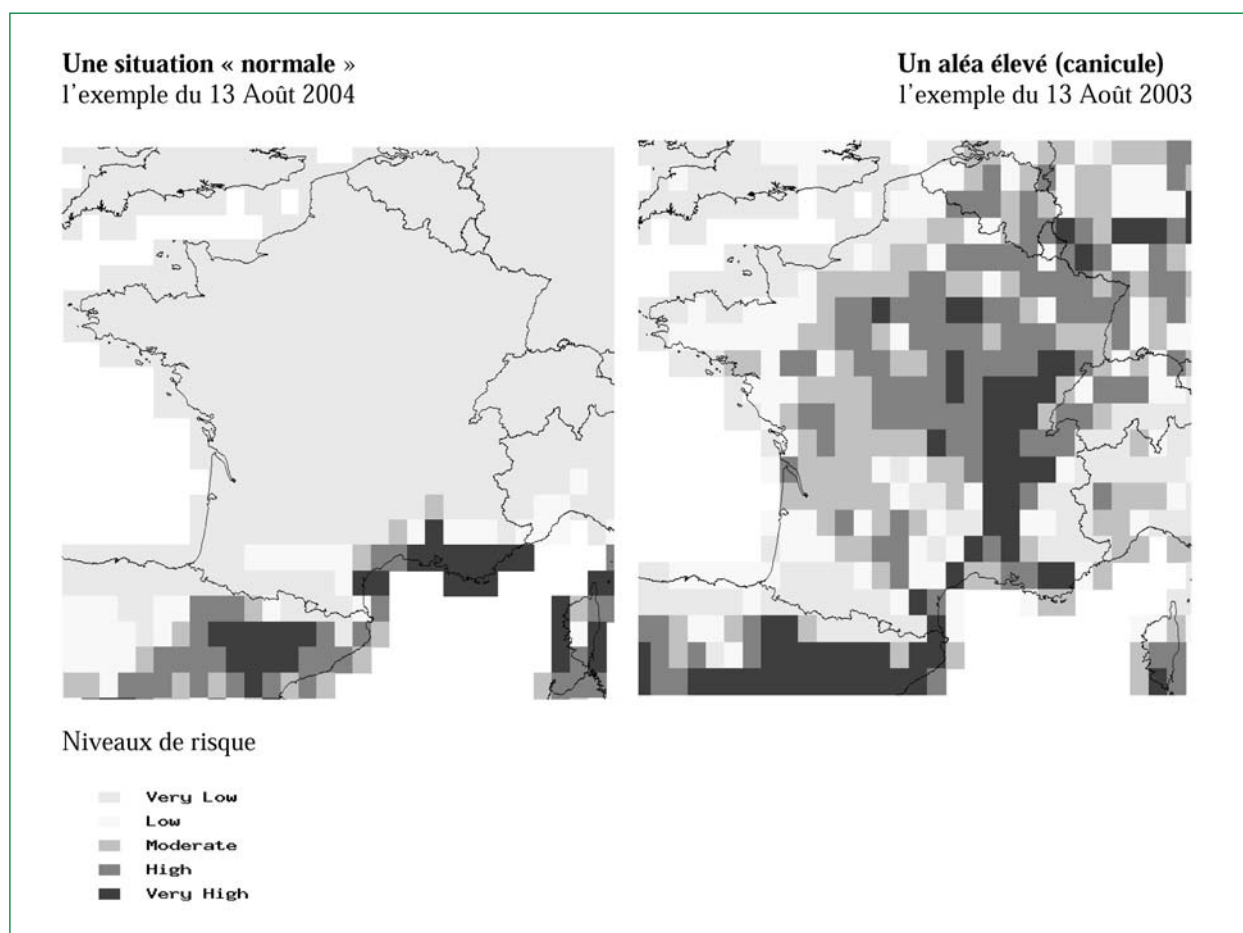 Une situation « normale »
l'exemple du 13 Août 2004
Un aléa élevé (canicule)
l'exemple du 13 Août 2003
Niveaux de risque
Very Low
Low
Moderate
High
Very High